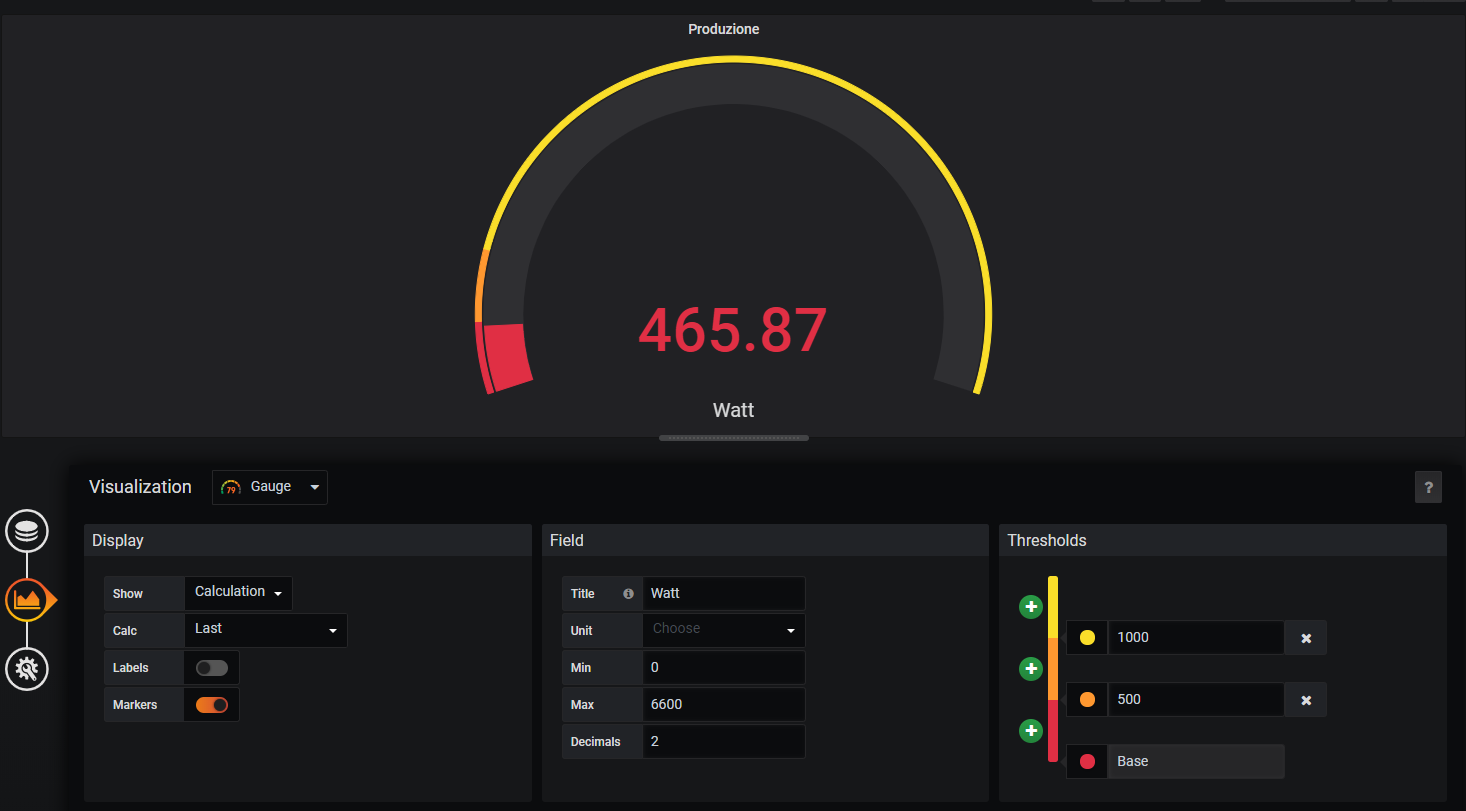 Produzione
465.87
Watt
Visualization
79
Gauge
?
Display
Field
Thresholds
Show
Calculation
Title
Watt
Calc
Last
Unit
Choose
1000
Labels
Min
0
Markers
Max
6600
500
Decimals
2
Base